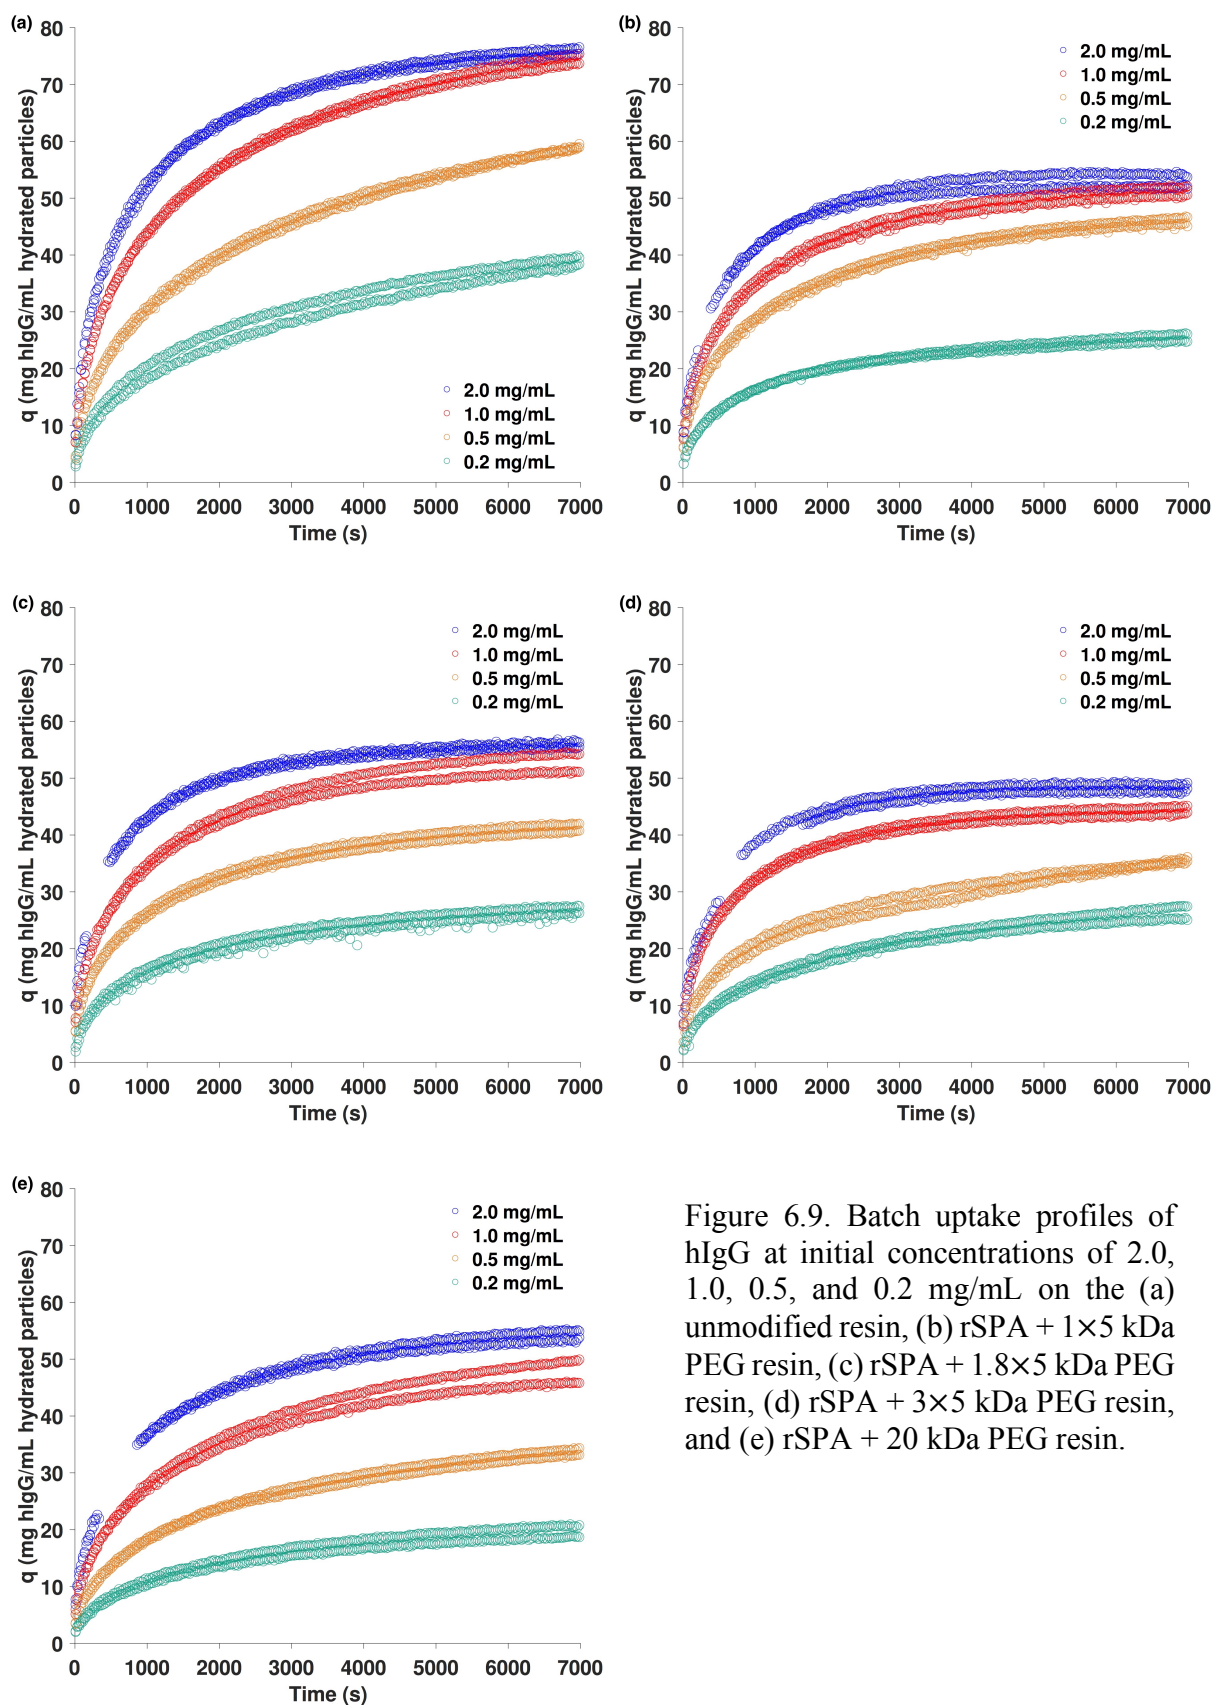 (a)
q (mg hIgG/mL hydrated particles)
80
70
60
50
40
30
20
10
0
2.0 mg/mL
1.0 mg/mL
0.5 mg/mL
0.2 mg/mL
0 1000 2000 3000 4000 5000 6000 7000
Time (s)
(b)
q (mg hIgG/mL hydrated particles)
80
70
60
50
40
30
20
10
0
2.0 mg/mL
1.0 mg/mL
0.5 mg/mL
0.2 mg/mL
0 1000 2000 3000 4000 5000 6000 7000
Time (s)
(c)
q (mg hIgG/mL hydrated particles)
80
70
60
50
40
30
20
10
0
2.0 mg/mL
1.0 mg/mL
0.5 mg/mL
0.2 mg/mL
0 1000 2000 3000 4000 5000 6000 7000
Time (s)
(d)
q (mg hIgG/mL hydrated particles)
80
70
60
50
40
30
20
10
0
2.0 mg/mL
1.0 mg/mL
0.5 mg/mL
0.2 mg/mL
0 1000 2000 3000 4000 5000 6000 7000
Time (s)
(e)
q (mg hIgG/mL hydrated particles)
80
70
60
50
40
30
20
10
0
2.0 mg/mL
1.0 mg/mL
0.5 mg/mL
0.2 mg/mL
0 1000 2000 3000 4000 5000 6000 7000
Time (s)
Figure 6.9. Batch uptake profiles of
hIgG at initial concentrations of 2.0,
1.0, 0.5, and 0.2 mg/mL on the (a)
unmodified resin, (b) rSPA + 1×5 kDa
PEG resin, (c) rSPA + 1.8×5 kDa PEG
resin, (d) rSPA + 3×5 kDa PEG resin,
and (e) rSPA + 20 kDa PEG resin.